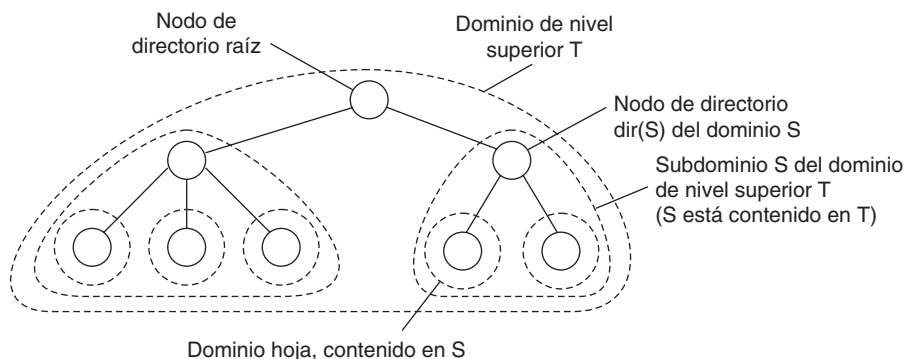 Nodo de
directorio raíz
Dominio de nivel
superior T
Nodo de directorio
dir(S) del dominio S
Subdominio S del dominio
de nivel superior T
(S está contenido en T)
Dominio hoja, contenido en S